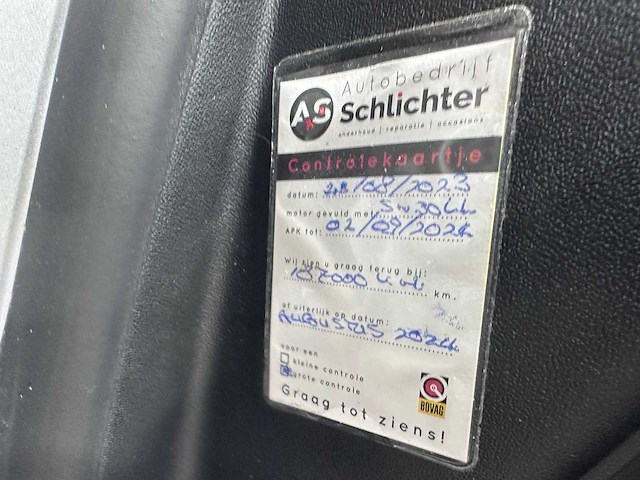 Autobedrijf
AS Schlichter
onderhoud | reparatie | occasions
Controlekaartje
datum: 28/08/2023
motor gevuld met: 5w30LL
APK tot: 02/09/2024
Wij zien u graag terug bij:
137000 km.
of uiterlijk op datum:
AUGUSTUS 2024
voor een
kleine controle
grote controle
Graag tot ziens!
BOVAG